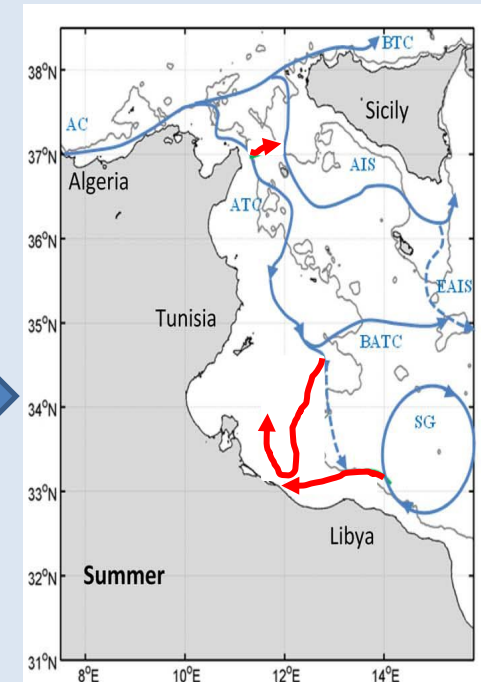 BTC
38°N
Sicily
AC
37°N
AIS
Algeria
ATC
36°N
EAIS
Tunisia
35°N
BATC
34°N
SG
33°N
Libya
32°N
Summer
31°N
8°E
10°E
12°E
14°E